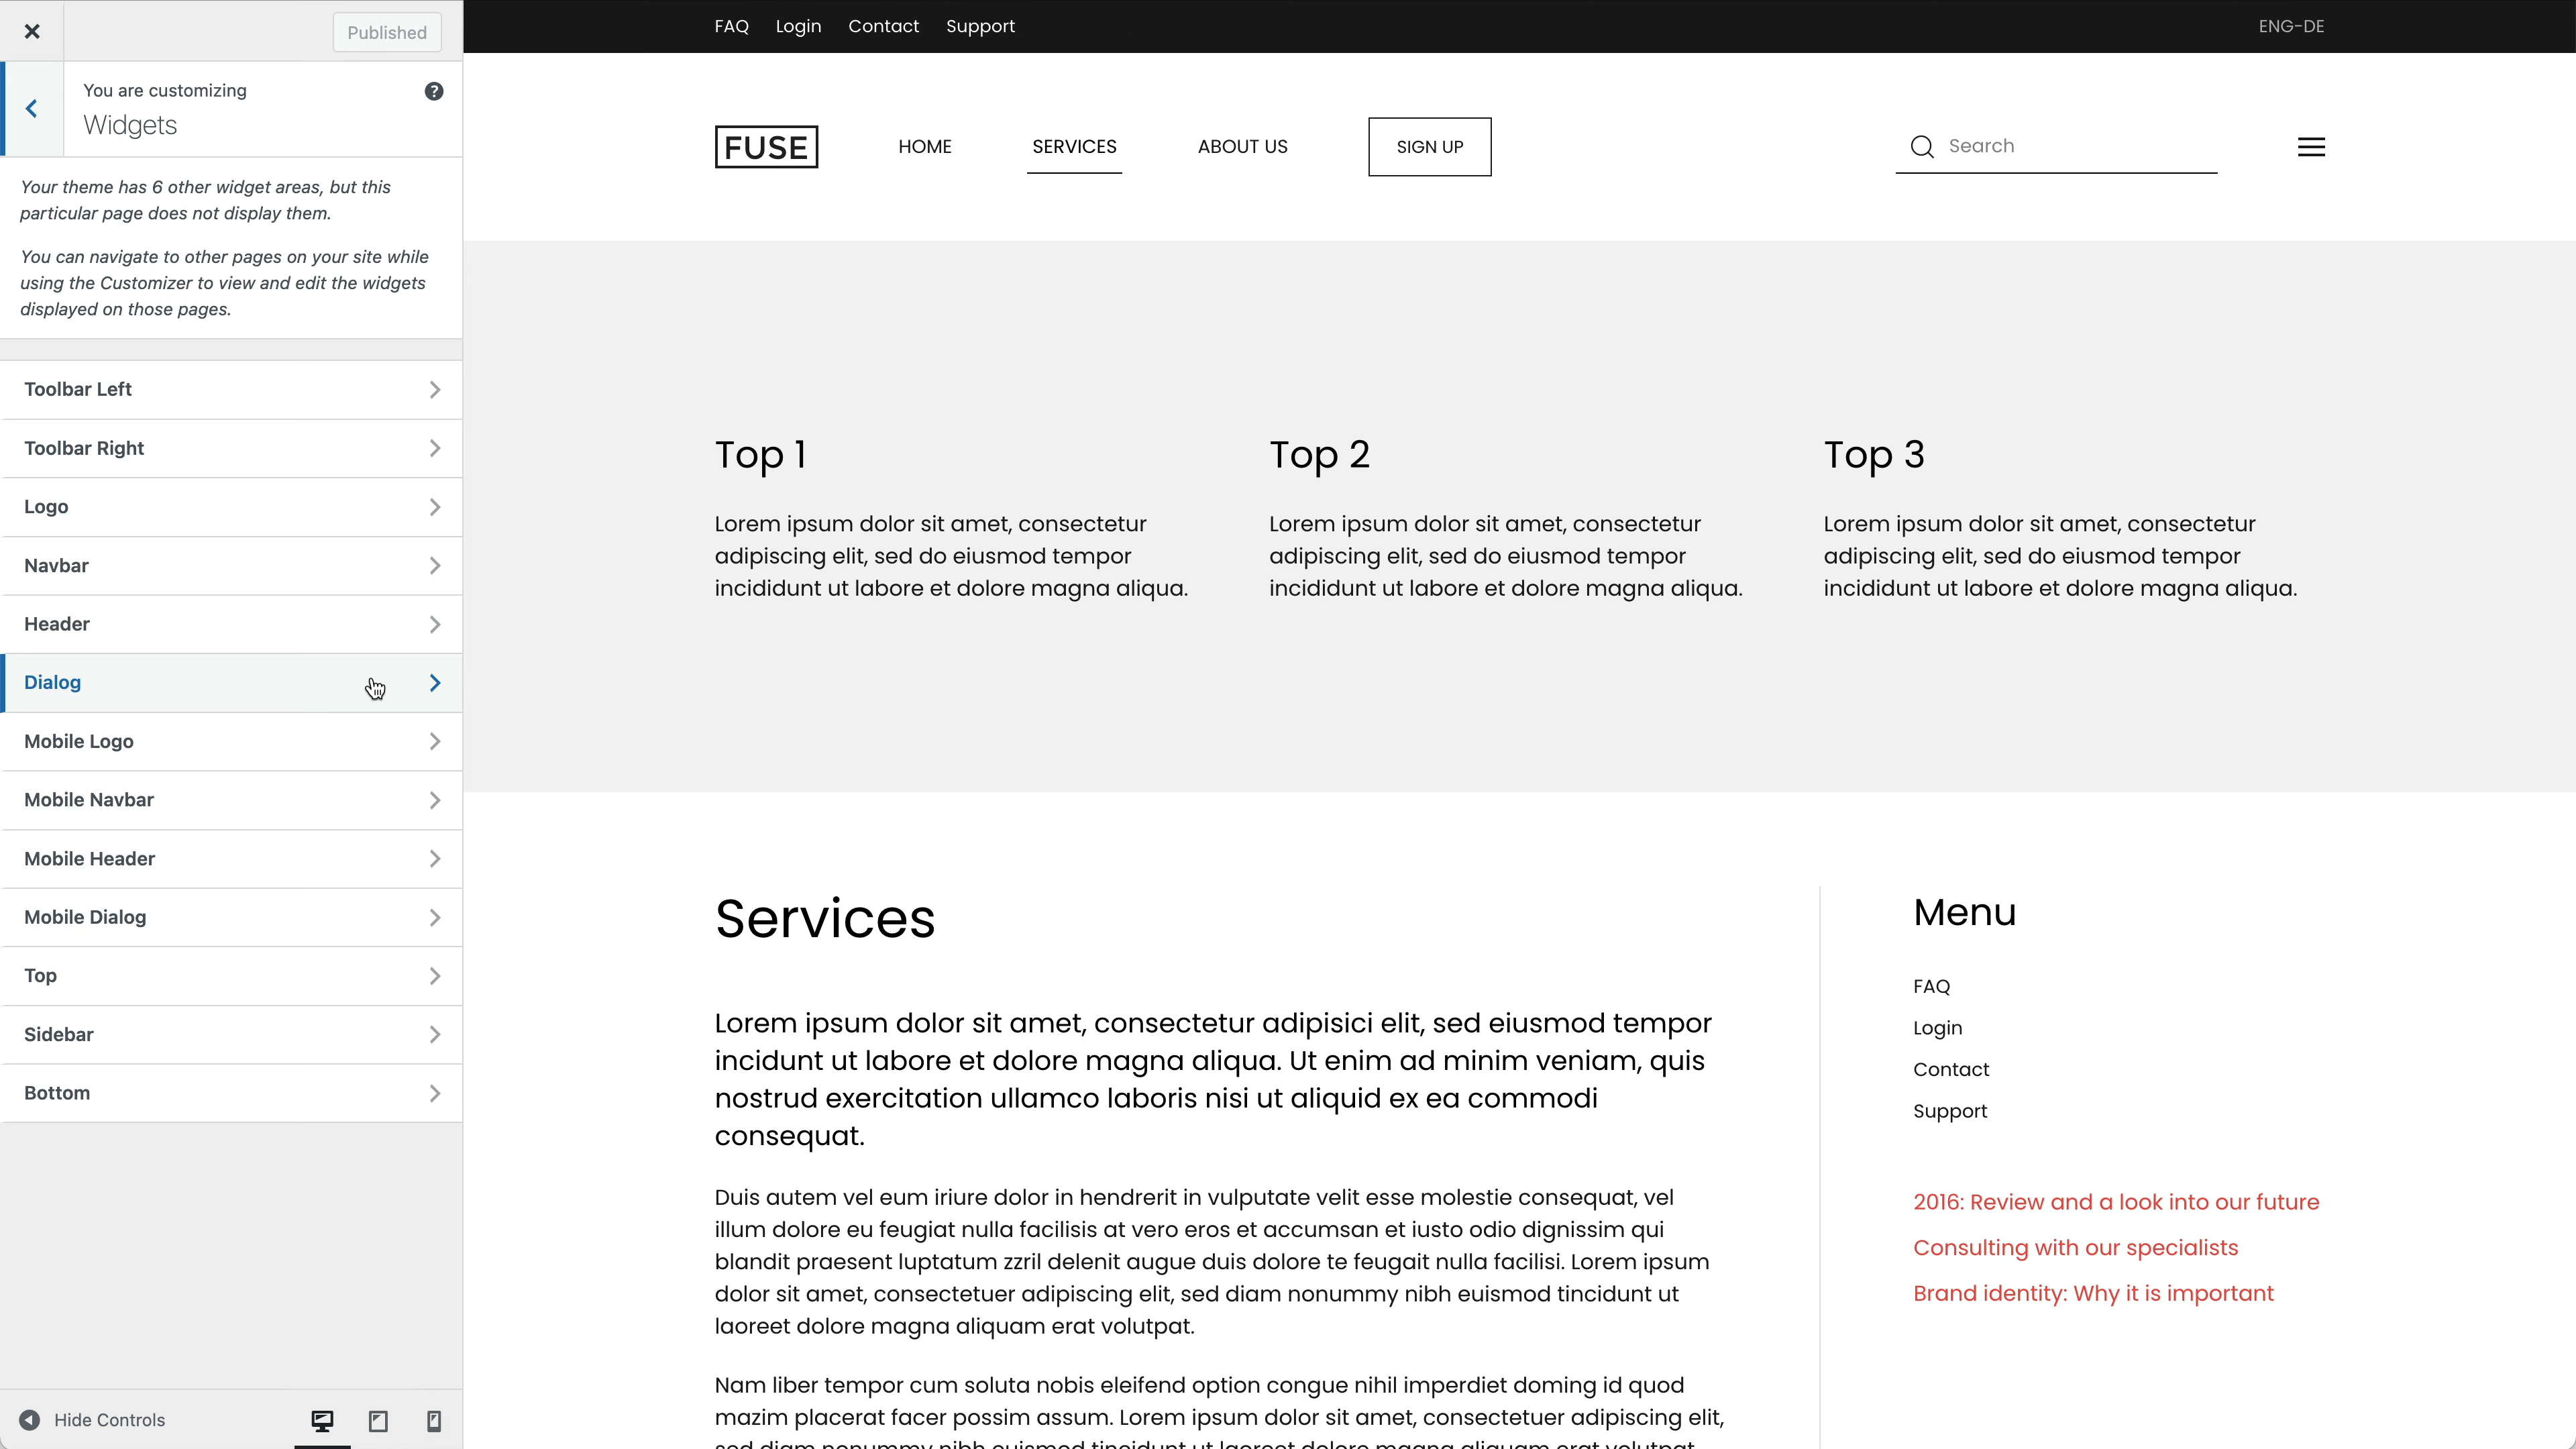 Published
You are customizing
Widgets
Your theme has 6 other widget areas, but this
particular page does not display them.
You can navigate to other pages on your site while
using the Customizer to view and edit the widgets
displayed on those pages.
Toolbar Left
Toolbar Right
Logo
Navbar
Header
Dialog
Mobile Logo
Mobile Navbar
Mobile Header
Mobile Dialog
Top
Sidebar
Bottom
Hide Controls
FAQ Login Contact Support ENG-DE
FUSE HOME SERVICES ABOUT US SIGN UP Search
Top 1
Lorem ipsum dolor sit amet, consectetur
adipiscing elit, sed do eiusmod tempor
incididunt ut labore et dolore magna aliqua.
Top 2
Lorem ipsum dolor sit amet, consectetur
adipiscing elit, sed do eiusmod tempor
incididunt ut labore et dolore magna aliqua.
Top 3
Lorem ipsum dolor sit amet, consectetur
adipiscing elit, sed do eiusmod tempor
incididunt ut labore et dolore magna aliqua.
Services
Lorem ipsum dolor sit amet, consectetur adipisici elit, sed eiusmod tempor
incidunt ut labore et dolore magna aliqua. Ut enim ad minim veniam, quis
nostrud exercitation ullamco laboris nisi ut aliquid ex ea commodi
consequat.
Duis autem vel eum iriure dolor in hendrerit in vulputate velit esse molestie consequat, vel
illum dolore eu feugiat nulla facilisis at vero eros et accumsan et iusto odio dignissim qui
blandit praesent luptatum zzril delenit augue duis dolore te feugait nulla facilisi. Lorem ipsum
dolor sit amet, consectetuer adipiscing elit, sed diam nonummy nibh euismod tincidunt ut
laoreet dolore magna aliquam erat volutpat.
Nam liber tempor cum soluta nobis eleifend option congue nihil imperdiet doming id quod
mazim placerat facer possim assum. Lorem ipsum dolor sit amet, consectetuer adipiscing elit,
sed diam nonummy nibh euismod tincidunt ut laoreet dolore magna aliquam erat volutpat.
Menu
FAQ
Login
Contact
Support
2016: Review and a look into our future
Consulting with our specialists
Brand identity: Why it is important